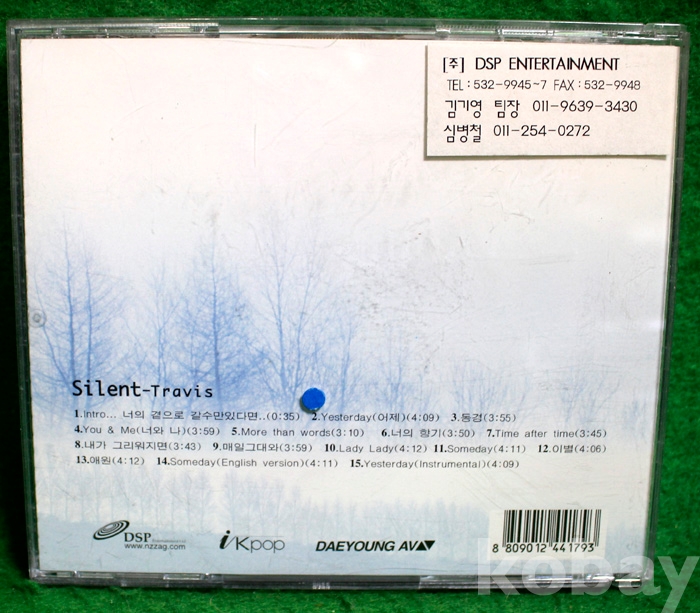 [주] DSP ENTERTAINMENT
TEL : 532-9945~7 FAX : 532-9948
김기영 팀장 011-9639-3430
심병철 011-254-0272
Silent-Travis
1.Intro... 너의 곁으로 갈수만있다면..(0:35) 2.Yesterday(어제)(4:09) 3.동경(3:55)
4.You & Me(너와 나)(3:59) 5.More than words(3:10) 6.너의 향기(3:50) 7.Time after time(3:45)
8.내가 그리워지면(3:43) 9.매일그대와(3:59) 10.Lady Lady(4:12) 11.Someday(4:11) 12.이별(4:06)
13.애원(4:12) 14.Someday(English version)(4:11) 15.Yesterday(Instrumental)(4:09)
DSP
www.nzzag.com
i/Kpop
DAEYOUNG AV
8 809012 441793
kobay